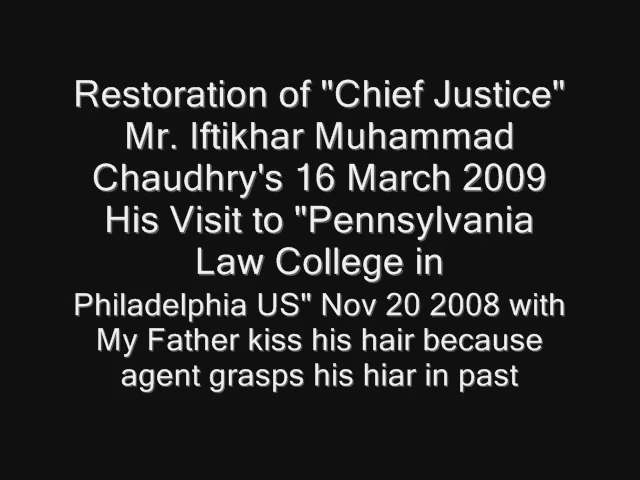 Restoration of "Chief Justice"
Mr. Iftikhar Muhammad
Chaudhry's 16 March 2009
His Visit to "Pennsylvania
Law College in
Philadelphia US" Nov 20 2008 with
My Father kiss his hair because
agent grasps his hiar in past